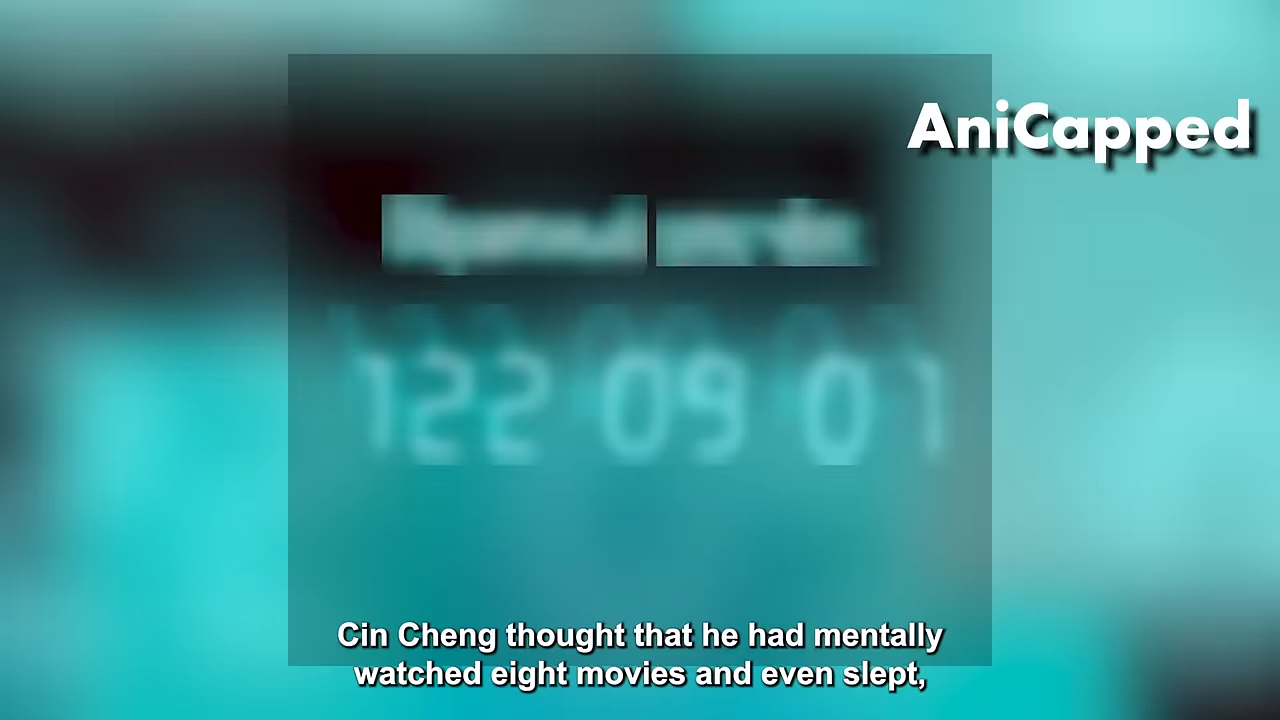 AniCapped
122 09 01
Cin Cheng thought that he had mentally
watched eight movies and even slept,